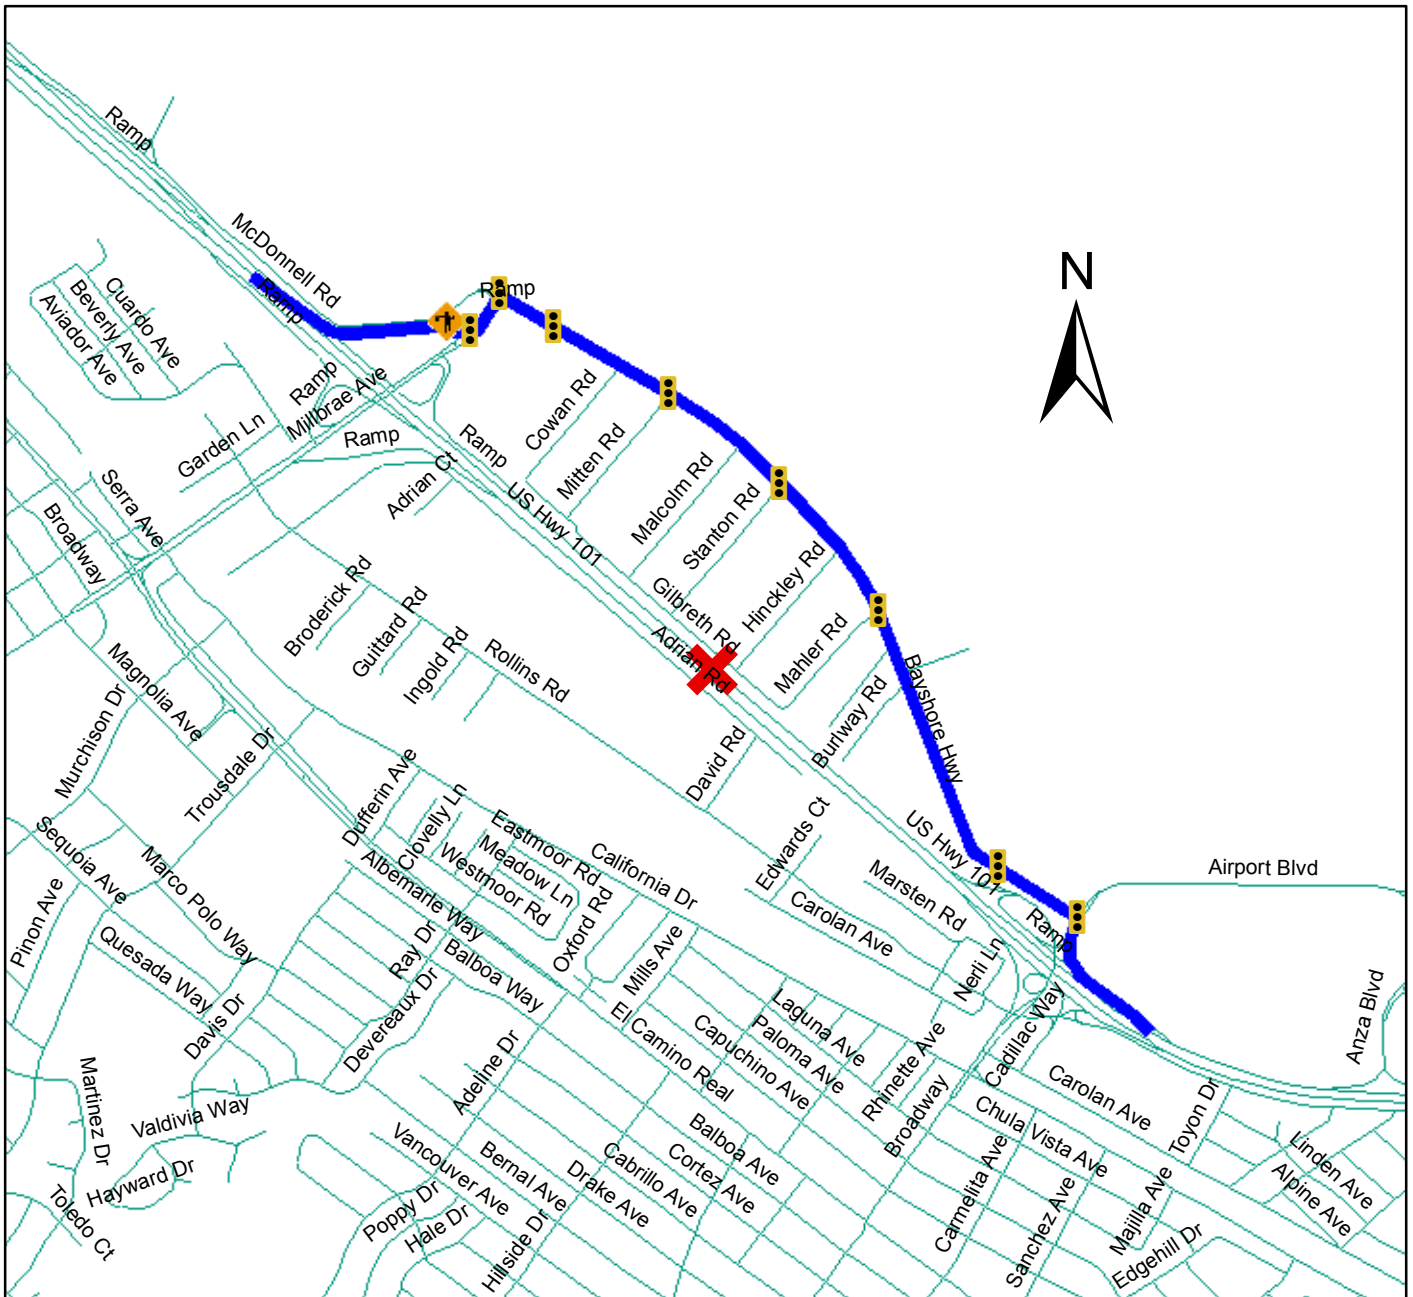 Ramp
McDonnell Rd
Ramp
Cuardo Ave
Beverly Ave
Aviador Ave
Ramp
N
Ramp
Millbrae Ave
Garden Ln
Ramp
Ramp
Adrian Ct
US Hwy 101
Cowan Rd
Mitten Rd
Malcolm Rd
Stanton Rd
Gilbreth Rd
Hinckley Rd
Mahler Rd
Adrian Rd
Burlway Rd
Bayshore Hwy
Serra Ave
Broadway
Broderick Rd
Guittard Rd
Ingold Rd
Rollins Rd
Magnolia Ave
Murchison Dr
Trousdale Dr
David Rd
Dufferin Ave
Clovelly Ln
Eastmoor Rd
Meadow Ln
Westmoor Rd
California Dr
Edwards Ct
US Hwy 101
Airport Blvd
Sequoia Ave
Marco Polo Way
Albemarle Way
Oxford Rd
Marsten Rd
Carolan Ave
Ramp
Pinon Ave
Quesada Way
Ray Dr
Balboa Way
Mills Ave
Nerli Ln
Davis Dr
Devereaux Dr
El Camino Real
Laguna Ave
Paloma Ave
Capuchino Ave
Rhinette Ave
Cadillac Way
Anza Blvd
Martinez Dr
Valdivia Way
Adeline Dr
Broadway
Carolan Ave
Chula Vista Ave
Toyon Dr
Hayward Dr
Toledo Ct
Vancouver Ave
Bernal Ave
Drake Ave
Cabrillo Ave
Cortez Ave
Balboa Ave
Linden Ave
Alpine Ave
Poppy Dr
Hale Dr
Hillside Dr
Carmelita Ave
Sanchez Ave
Majilla Ave
Edgehill Dr